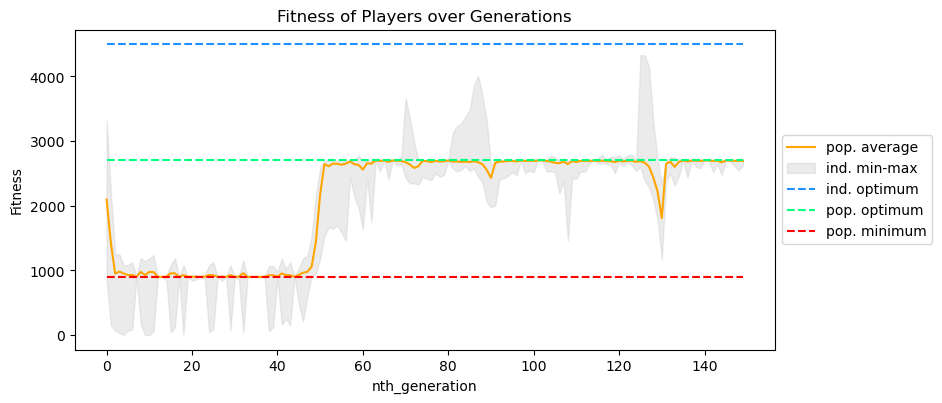 Fitness of Players over Generations
Fitness
4000
3000
2000
1000
0
0 20 40 60 80 100 120 140
nth_generation
pop. average
ind. min-max
ind. optimum
pop. optimum
pop. minimum